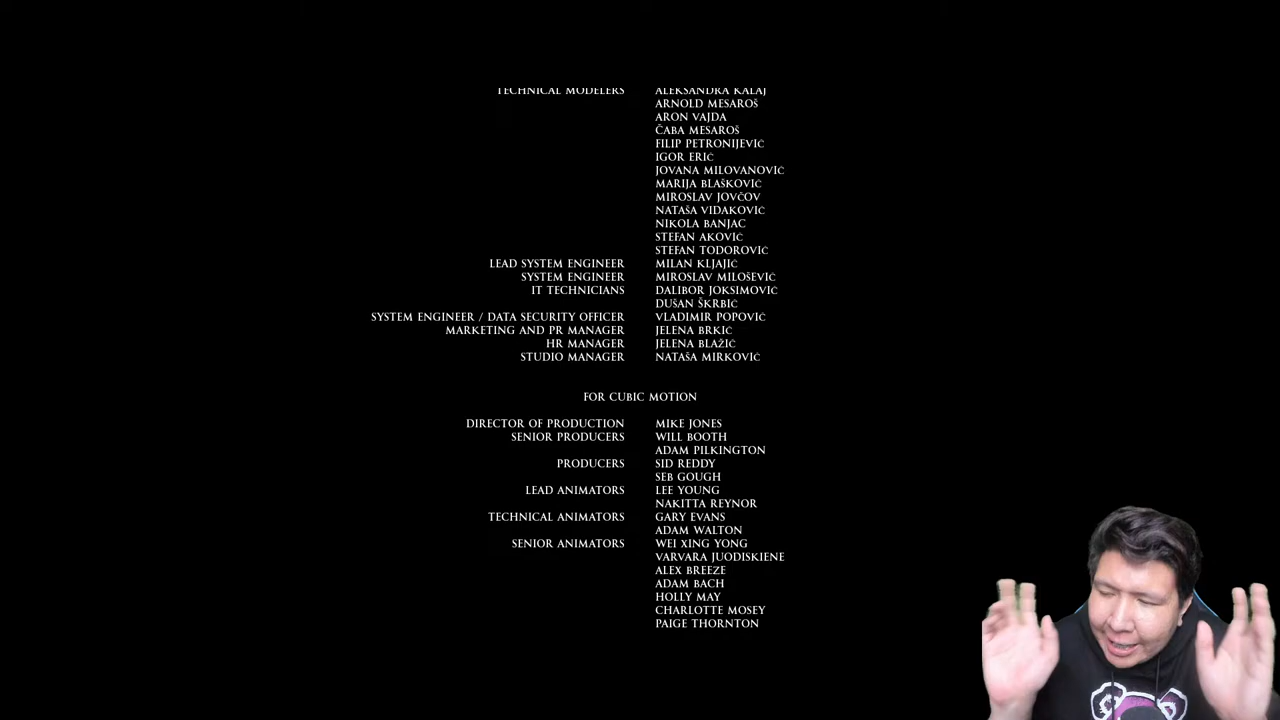 TECHNICAL MODELERS ALEKSANDRA KALAJ
ARNOLD MESAROŠ
ARON VAJDA
ČABA MESAROŠ
FILIP PETRONIJEVIĆ
IGOR ERIĆ
JOVANA MILOVANOVIĆ
MARIJA BLAŠKOVIĆ
MIROSLAV JOVČOV
NATAŠA VIDAKOVIĆ
NIKOLA BANJAC
STEFAN AKOVIĆ
STEFAN TODOROVIĆ
LEAD SYSTEM ENGINEER MILAN KLJAJIĆ
SYSTEM ENGINEER MIROSLAV MILOŠEVIĆ
IT TECHNICIANS DALIBOR JOKSIMOVIĆ
DUŠAN ŠKRBIĆ
SYSTEM ENGINEER / DATA SECURITY OFFICER VLADIMIR POPOVIĆ
MARKETING AND PR MANAGER JELENA BRKIĆ
HR MANAGER JELENA BLAŽIĆ
STUDIO MANAGER NATAŠA MIRKOVIĆ
FOR CUBIC MOTION
DIRECTOR OF PRODUCTION MIKE JONES
SENIOR PRODUCERS WILL BOOTH
ADAM PILKINGTON
PRODUCERS SID REDDY
SEB GOUGH
LEAD ANIMATORS LEE YOUNG
NAKITTA REYNOR
TECHNICAL ANIMATORS GARY EVANS
ADAM WALTON
SENIOR ANIMATORS WEI XING YONG
VARVARA JUODISKIENE
ALEX BREEZE
ADAM BACH
HOLLY MAY
CHARLOTTE MOSEY
PAIGE THORNTON